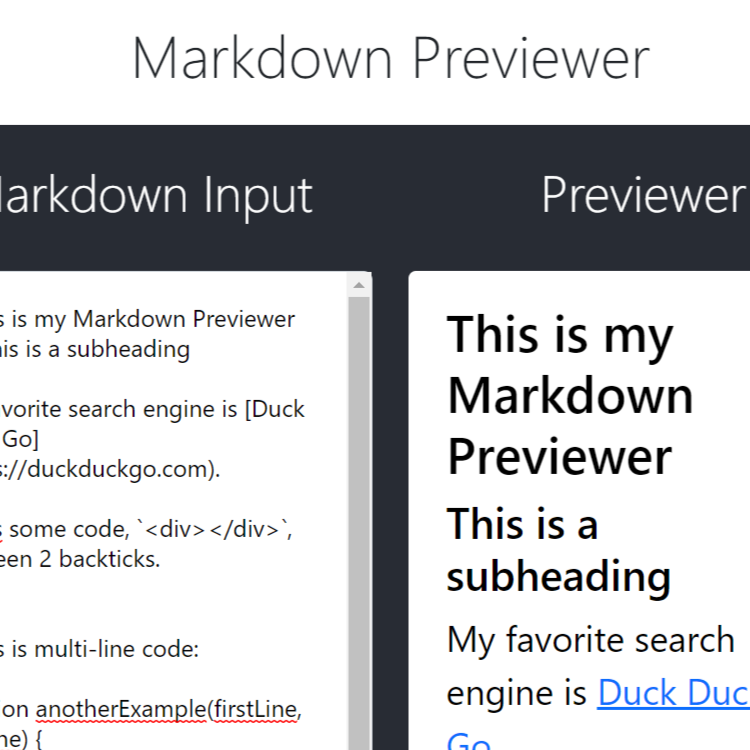 Markdown Previewer
arkdown Input
Previewer
s is my Markdown Previewer
is is a subheading
vorite search engine is [Duck
Go]
s://duckduckgo.com).
s some code, `<div></div>`,
een 2 backticks.
s is multi-line code:
on anotherExample(firstLine,
ne) {
This is my
Markdown
Previewer
This is a
subheading
My favorite search
engine is Duck Duc
Go